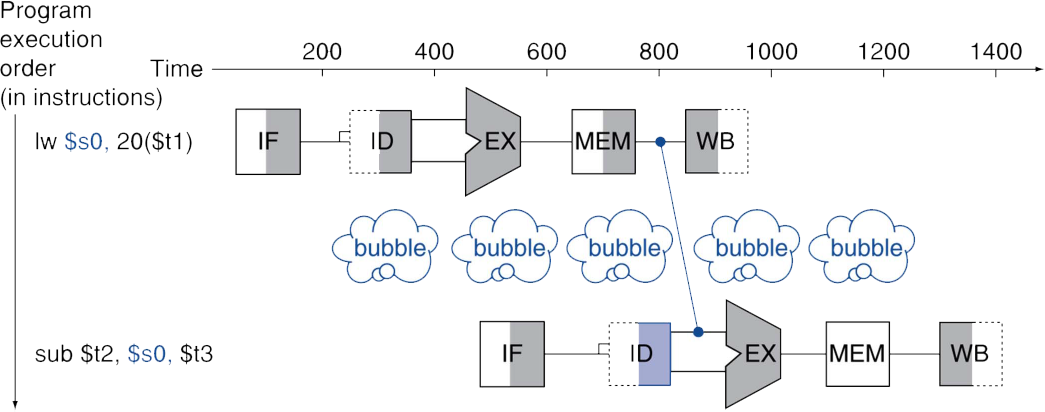 Program
execution
order
(in instructions)
Time
200 400 600 800 1000 1200 1400
lw $s0, 20($t1)
IF ID EX MEM WB
bubble bubble bubble bubble bubble
sub $t2, $s0, $t3
IF ID EX MEM WB